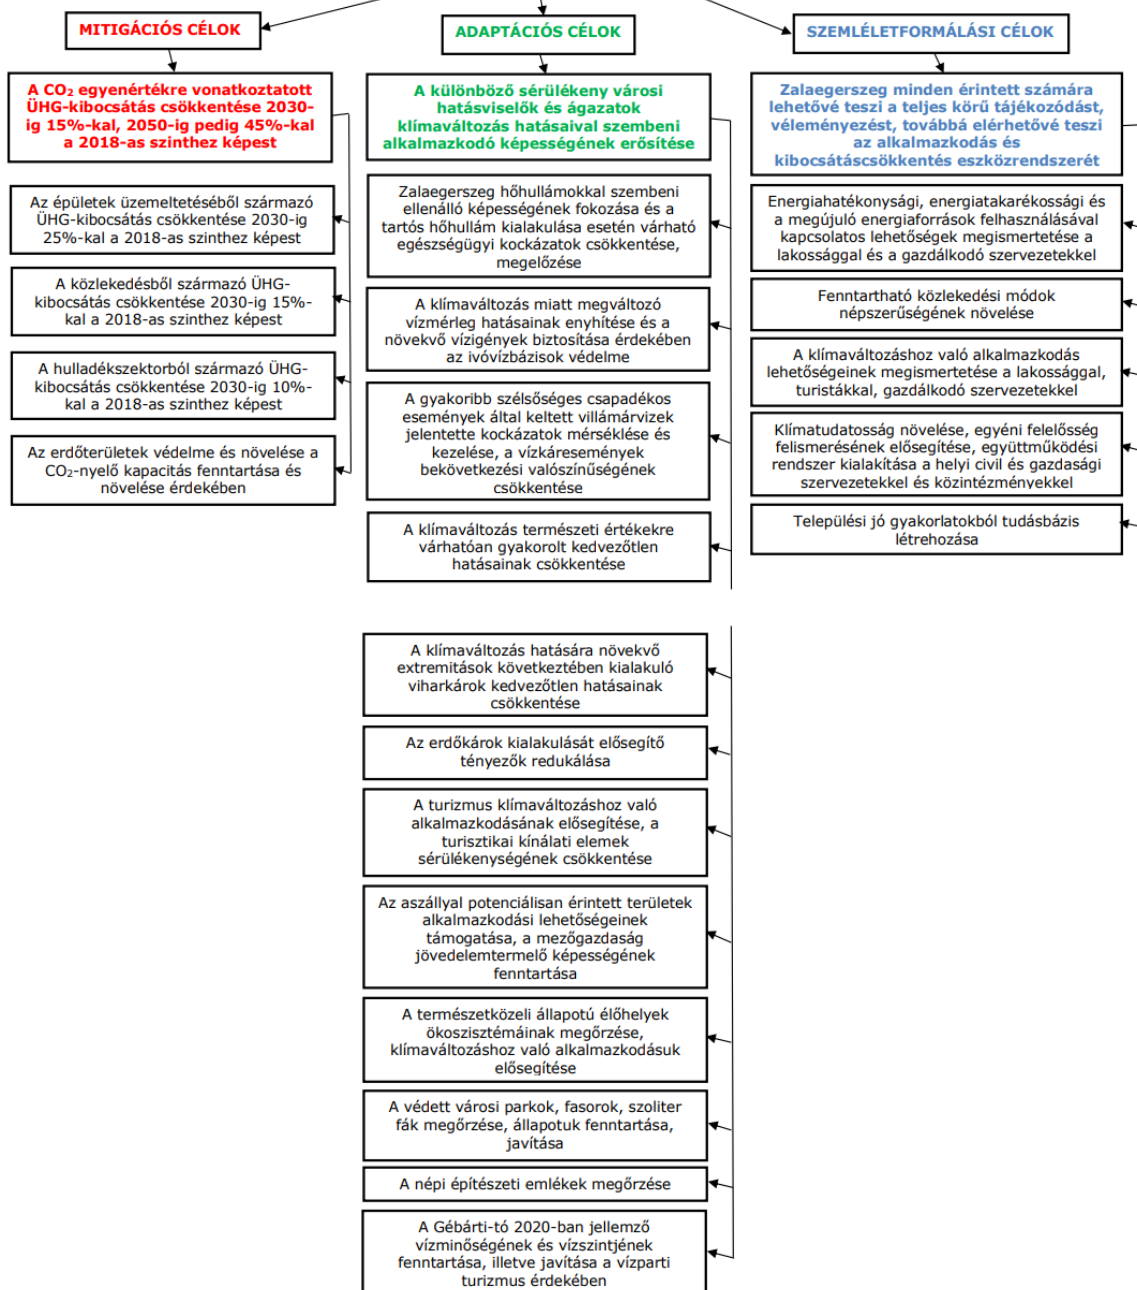 MITIGÁCIÓS CÉLOK
A CO₂ egyenértékre vonatkoztatott
ÜHG-kibocsátás csökkentése 2030-
ig 15%-kal, 2050-ig pedig 45%-kal
a 2018-as szinthez képest
Az épületek üzemeltetéséből származó
ÜHG-kibocsátás csökkentése 2030-ig
25%-kal a 2018-as szinthez képest
A közlekedésből származó ÜHG-
kibocsátás csökkentése 2030-ig 15%-
kal a 2018-as szinthez képest
A hulladékszektorból származó ÜHG-
kibocsátás csökkentése 2030-ig 10%-
kal a 2018-as szinthez képest
Az erdőterületek védelme és növelése a
CO₂-nyelő kapacitás fenntartása és
növelése érdekében
ADAPTÁCIÓS CÉLOK
A különböző sérülékeny városi
hatásviselők és ágazatok
klímaváltozás hatásaival szembeni
alkalmazkodó képességének erősítése
Zalaegerszeg hőhullámokkal szembeni
ellenálló képességének fokozása és a
tartós hőhullám kialakulása esetén várható
egészségügyi kockázatok csökkentése,
megelőzése
A klímaváltozás miatt megváltozó
vízmérleg hatásainak enyhítése és a
növekvő vízigények biztosítása érdekében
az ivóvízbázisok védelme
A gyakoribb szélsőséges csapadékos
események által keltett villámárvizek
jelentette kockázatok mérséklése és
kezelése, a vízkáresemények
bekövetkezési valószínűségének
csökkentése
A klímaváltozás természeti értékekre
várhatóan gyakorolt kedvezőtlen
hatásainak csökkentése
A klímaváltozás hatására növekvő
extremitások következtében kialakuló
viharkárok kedvezőtlen hatásainak
csökkentése
Az erdőkárok kialakulását elősegítő
tényezők redukálása
A turizmus klímaváltozáshoz való
alkalmazkodásának elősegítése, a
turisztikai kínálati elemek
sérülékenységének csökkentése
Az aszállyal potenciálisan érintett területek
alkalmazkodási lehetőségeinek
támogatása, a mezőgazdaság
jövedelemtermelő képességének
fenntartása
A természetközeli állapotú élőhelyek
ökoszisztémáinak megőrzése,
klímaváltozáshoz való alkalmazkodásuk
elősegítése
A védett városi parkok, fasorok, szoliter
fák megőrzése, állapotuk fenntartása,
javítása
A népi építészeti emlékek megőrzése
A Gébárti-tó 2020-ban jellemző
vízminőségének és vízszintjének
fenntartása, illetve javítása a vízparti
turizmus érdekében
SZEMLÉLETFORMÁLÁSI CÉLOK
Zalaegerszeg minden érintett számára
lehetővé teszi a teljes körű tájékozódást,
véleményezést, továbbá elérhetővé teszi
az alkalmazkodás és
kibocsátáscsökkentés eszközrendszerét
Energiahatékonysági, energiatakarékossági és
a megújuló energiaforrások felhasználásával
kapcsolatos lehetőségek megismertetése a
lakossággal és a gazdálkodó szervezetekkel
Fenntartható közlekedési módok
népszerűségének növelése
A klímaváltozáshoz való alkalmazkodás
lehetőségeinek megismertetése a lakossággal,
turistákkal, gazdálkodó szervezetekkel
Klímatudatosság növelése, egyéni felelősség
felismerésének elősegítése, együttműködési
rendszer kialakítása a helyi civil és gazdasági
szervezetekkel és közintézményekkel
Települési jó gyakorlatokból tudásbázis
létrehozása